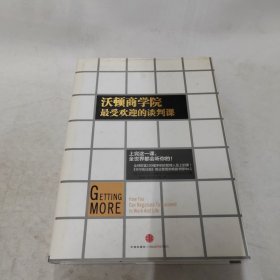 沃顿商学院
最受欢迎的谈判课
上完这一课,
全世界都会听你的!
GETTING
MORE
How You
Can Negotiate To Succeed
In Work And Life